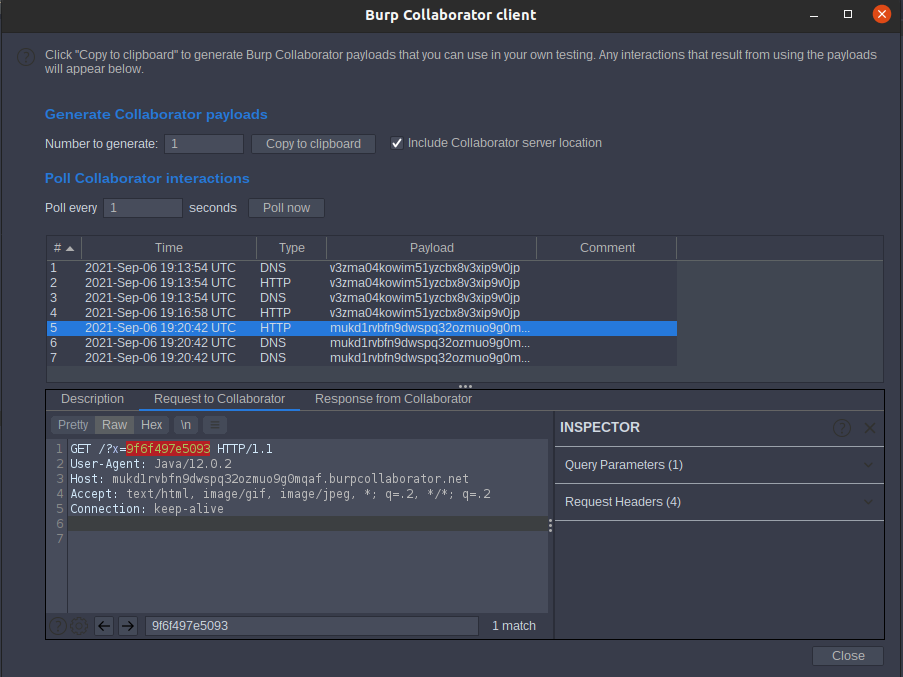 Burp Collaborator client
Click "Copy to clipboard" to generate Burp Collaborator payloads that you can use in your own testing. Any interactions that result from using the payloads
will appear below.
Generate Collaborator payloads
Number to generate: 1 Copy to clipboard Include Collaborator server location
Poll Collaborator interactions
Poll every 1 seconds Poll now
# Time Type Payload Comment
1 2021-Sep-06 19:13:54 UTC DNS v3zma04kowim51yzcbx8v3xip9v0jp
2 2021-Sep-06 19:13:54 UTC HTTP v3zma04kowim51yzcbx8v3xip9v0jp
3 2021-Sep-06 19:13:54 UTC DNS v3zma04kowim51yzcbx8v3xip9v0jp
4 2021-Sep-06 19:16:58 UTC HTTP v3zma04kowim51yzcbx8v3xip9v0jp
5 2021-Sep-06 19:20:42 UTC HTTP mukd1rvbfn9dwspq32ozmuo9g0m...
6 2021-Sep-06 19:20:42 UTC DNS mukd1rvbfn9dwspq32ozmuo9g0m...
7 2021-Sep-06 19:20:42 UTC DNS mukd1rvbfn9dwspq32ozmuo9g0m...
Description Request to Collaborator Response from Collaborator
Pretty Raw Hex \n
INSPECTOR ?
Query Parameters (1)
Request Headers (4)
1 GET /?x=9f6f497e5093 HTTP/1.1
2 User-Agent: Java/12.0.2
3 Host: mukd1rvbfn9dwspq32ozmuo9g0mqaf.burpcollaborator.net
4 Accept: text/html, image/gif, image/jpeg, *; q=.2, */*; q=.2
5 Connection: keep-alive
6
7
? 9f6f497e5093 1 match
Close